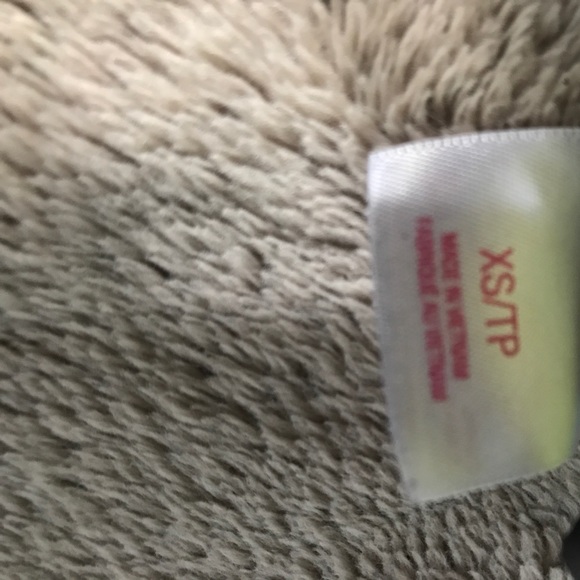 XS/TP
MADE IN VIETNAM
FABRIQUÉ AU VIETNAM